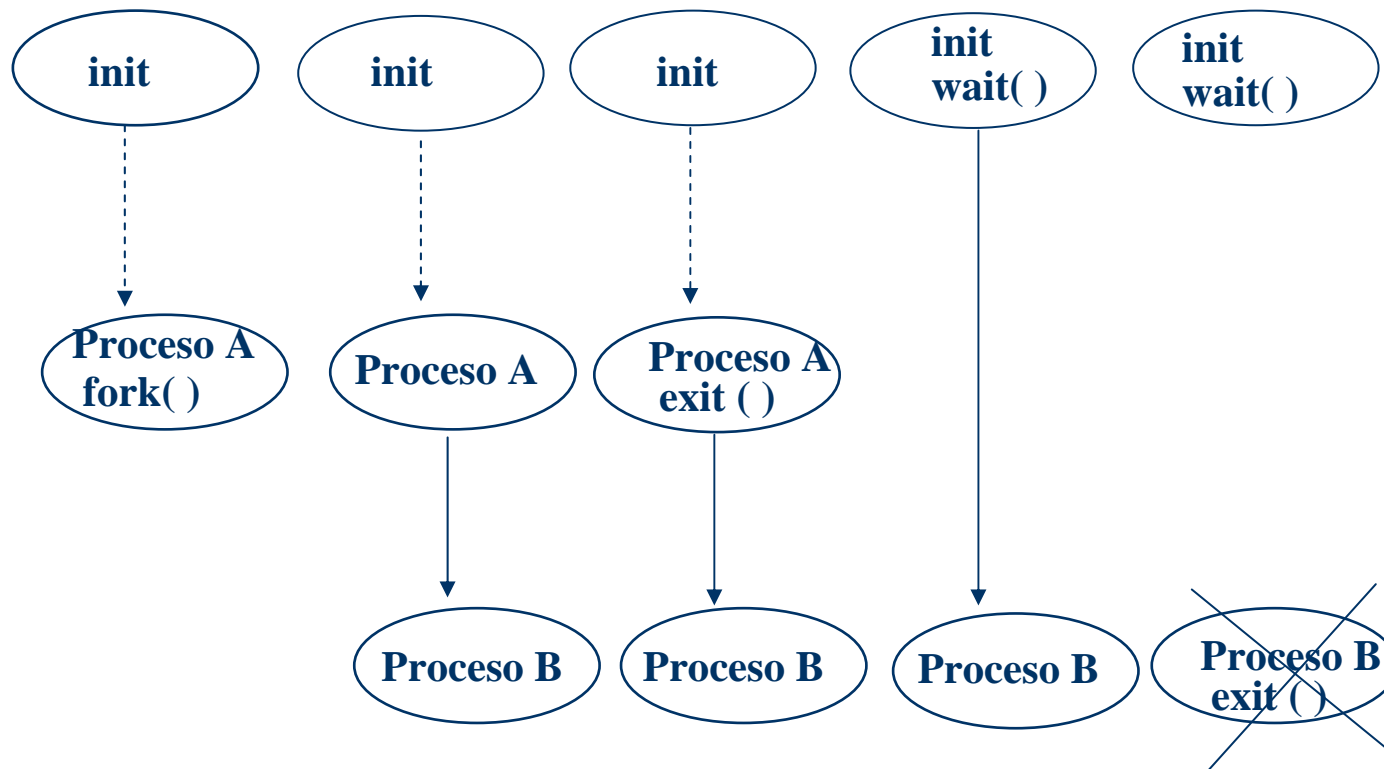 init
init
init
init
wait( )
init
wait( )
Proceso A
fork( )
Proceso A
Proceso A
exit ( )
Proceso B
Proceso B
Proceso B
Proceso B
exit ( )